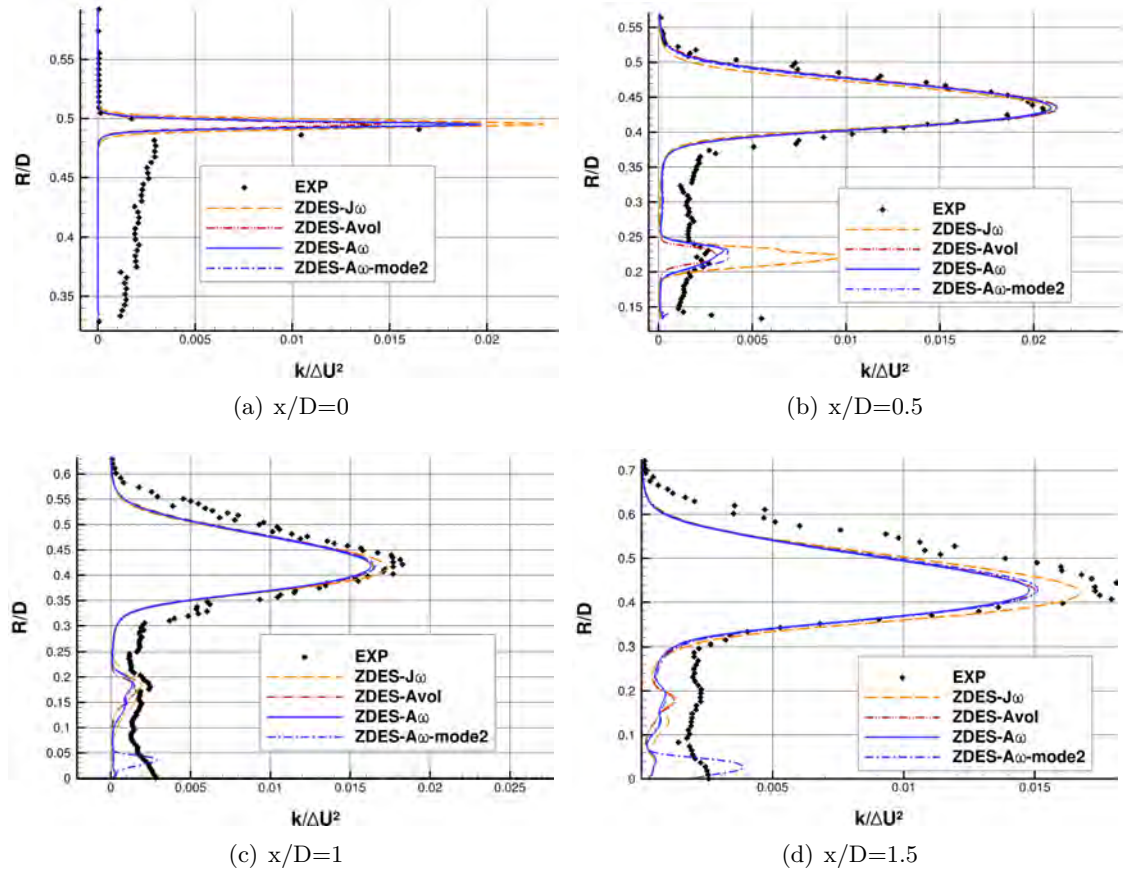 0.55
0.5
0.45
0.4
0.35
R/D
EXP
ZDES-Jω
ZDES-Avol
ZDES-Aω
ZDES-Aω-mode2
0 0.005 0.01 0.015 0.02
k/ΔU²
(a) x/D=0
0.55
0.5
0.45
0.4
0.35
0.3
0.25
0.2
0.15
R/D
EXP
ZDES-Jω
ZDES-Avol
ZDES-Aω
ZDES-Aω-mode2
0 0.005 0.01 0.015 0.02
k/ΔU²
(b) x/D=0.5
0.6
0.55
0.5
0.45
0.4
0.35
0.3
0.25
0.2
0.15
0.1
0.05
0
R/D
EXP
ZDES-Jω
ZDES-Avol
ZDES-Aω
ZDES-Aω-mode2
0 0.005 0.01 0.015 0.02 0.025
k/ΔU²
(c) x/D=1
0.7
0.6
0.5
0.4
0.3
0.2
0.1
0
R/D
EXP
ZDES-Jω
ZDES-Avol
ZDES-Aω
ZDES-Aω-mode2
0.005 0.01 0.015
k/ΔU²
(d) x/D=1.5